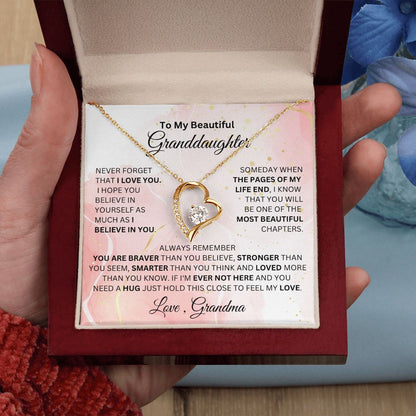 To My Beautiful
Granddaughter
NEVER FORGET
THAT I LOVE YOU.
I HOPE YOU
BELIEVE IN
YOURSELF AS
MUCH AS I
BELIEVE IN YOU.
SOMEDAY WHEN
THE PAGES OF MY
LIFE END, I KNOW
THAT YOU WILL
BE ONE OF THE
MOST BEAUTIFUL
CHAPTERS.
ALWAYS REMEMBER
YOU ARE BRAVER THAN YOU BELIEVE, STRONGER THAN
YOU SEEM, SMARTER THAN YOU THINK AND LOVED MORE
THAN YOU KNOW. IF I'M EVER NOT HERE AND YOU
NEED A HUG JUST HOLD THIS CLOSE TO FEEL MY LOVE.
Love , Grandma